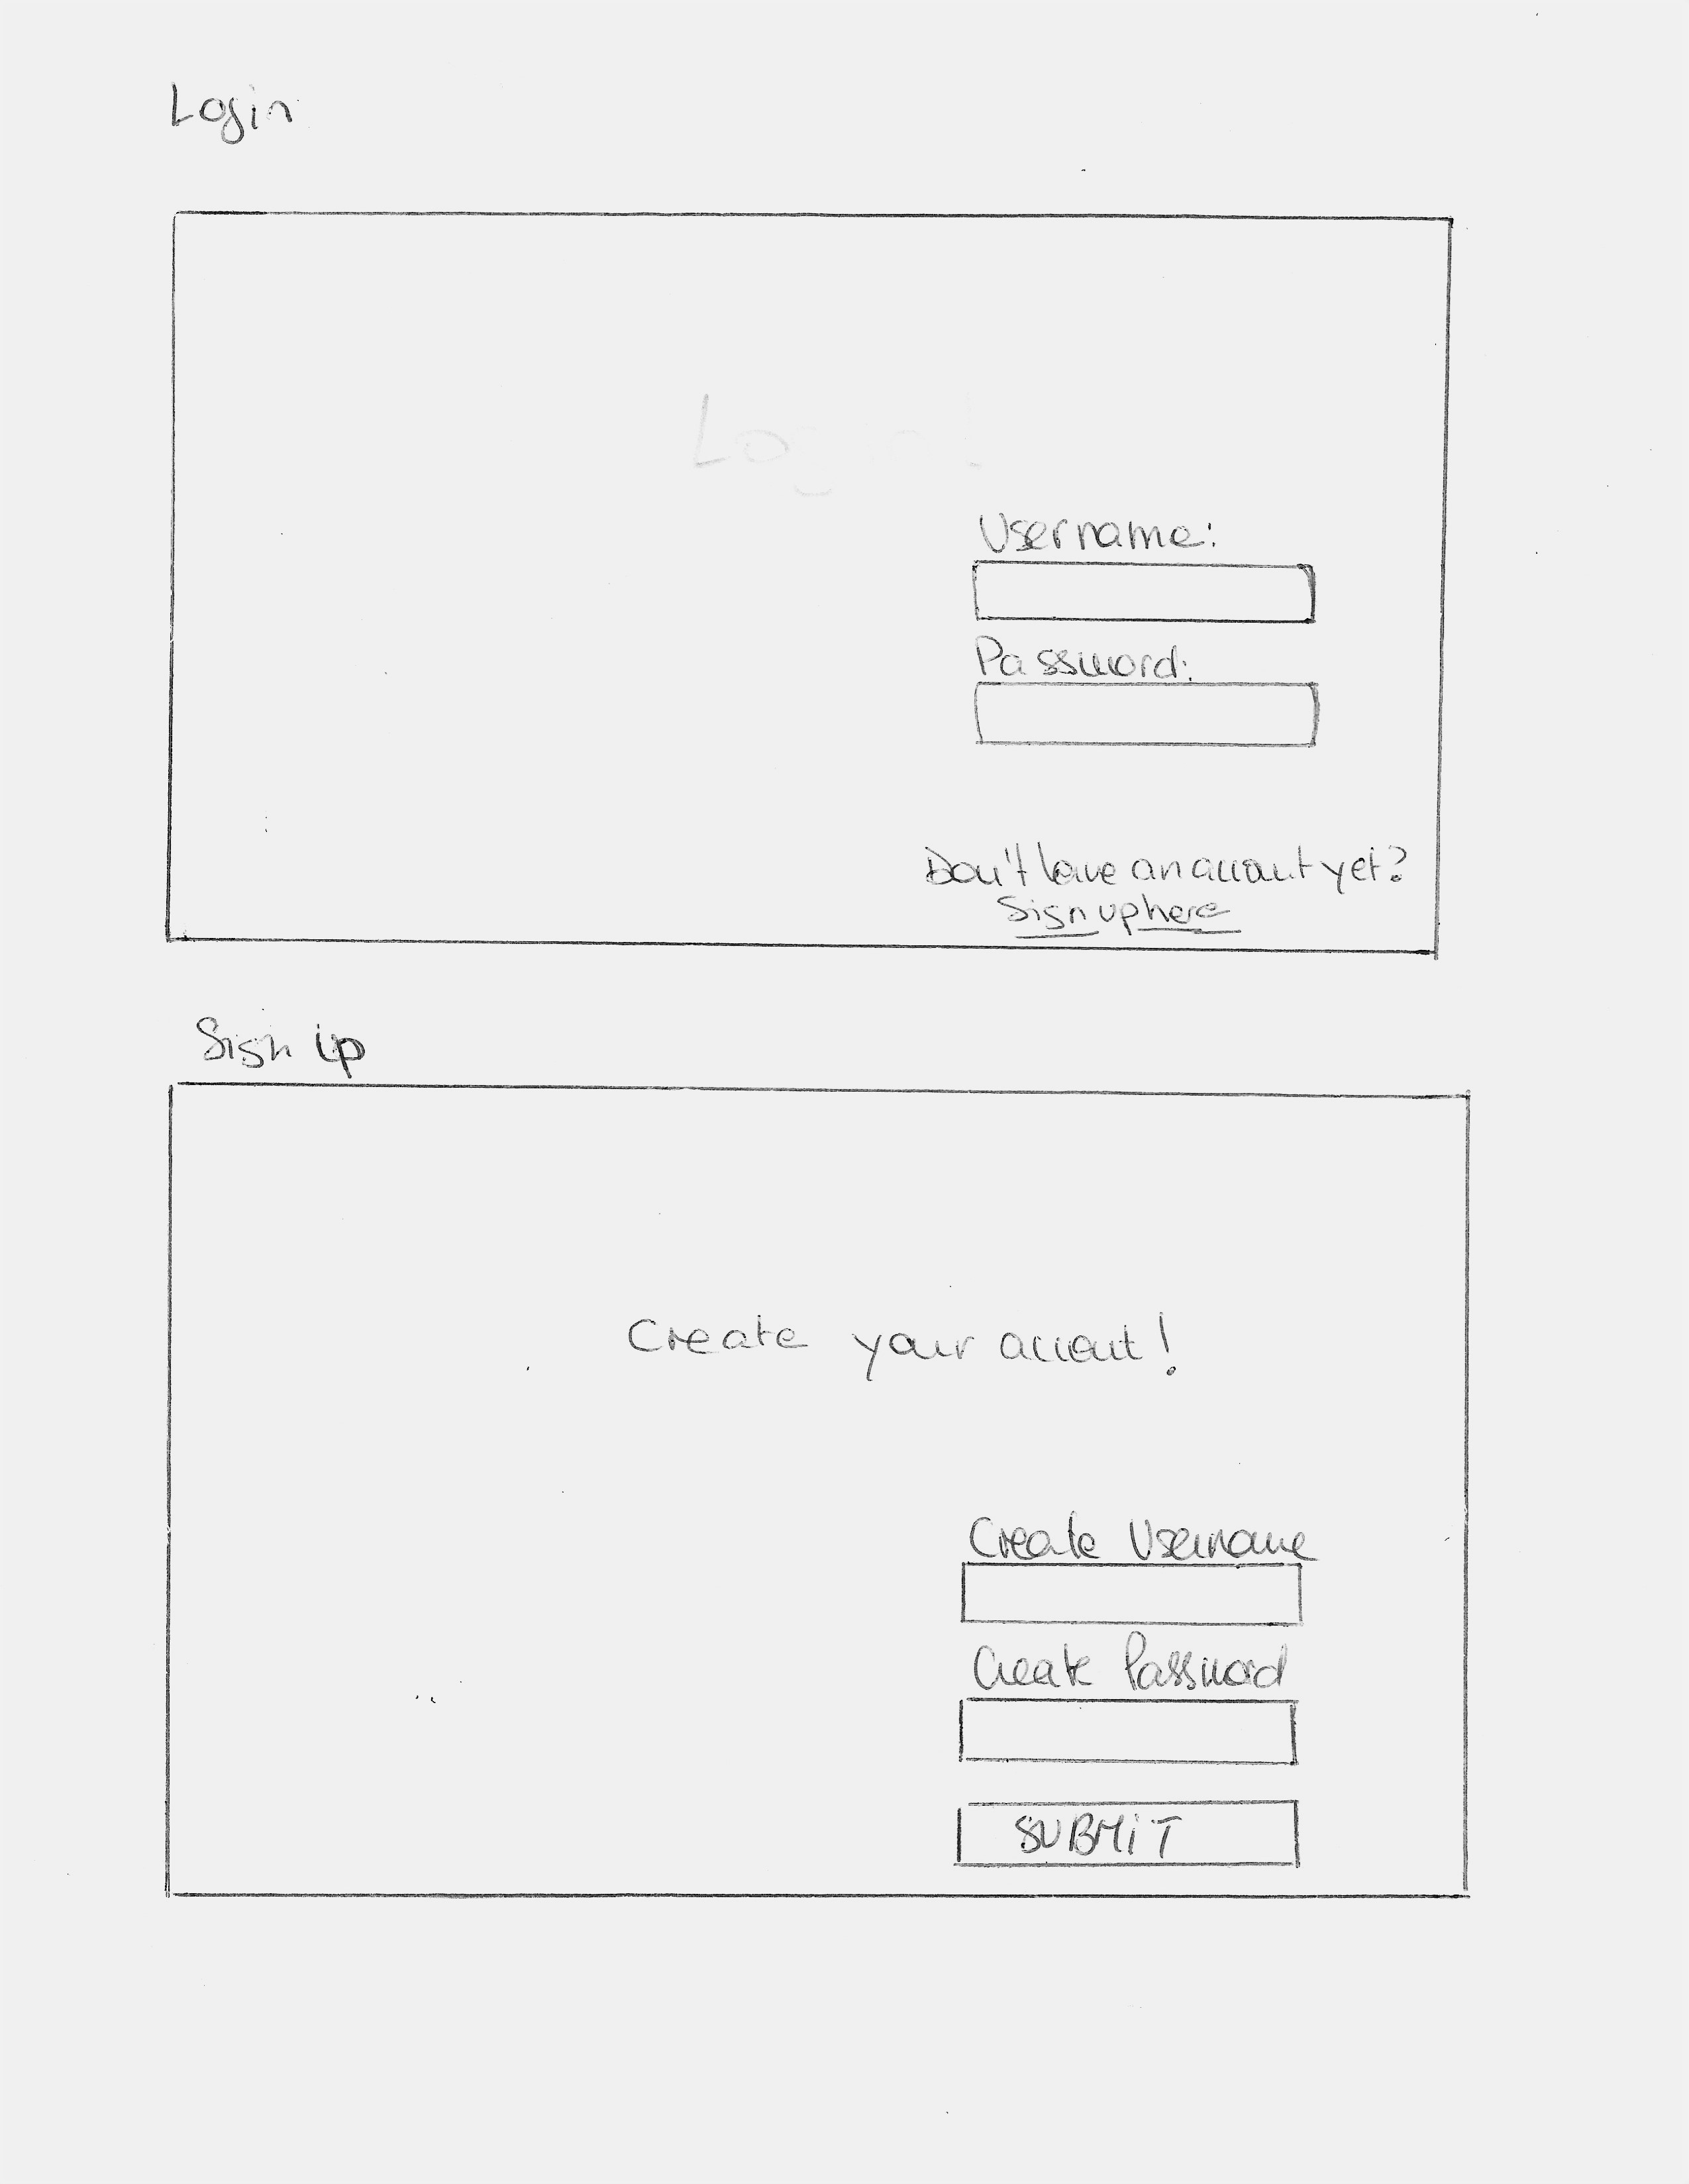 Login
Login!
Username:
Password:
Don't have an account yet?
Sign up here
Sign up
Create your account!
Create Username
Create Password
SUBMIT